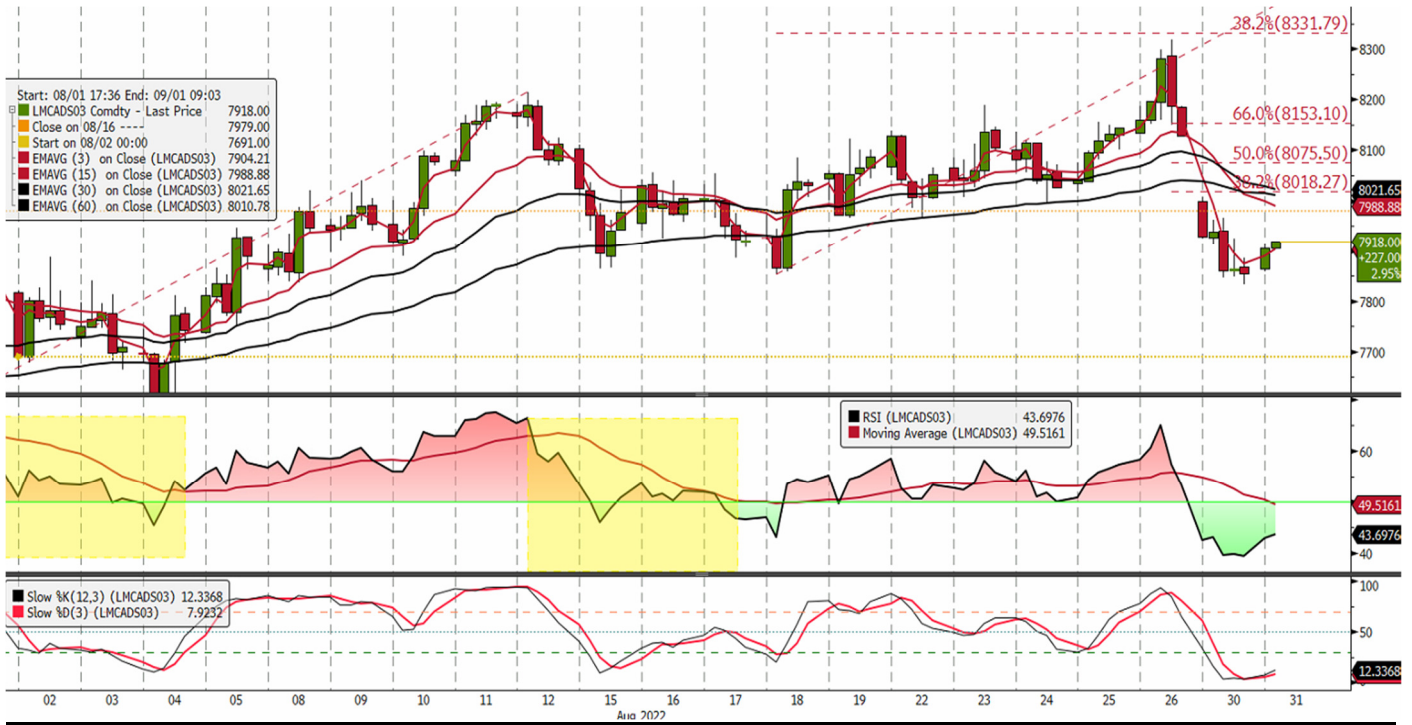 38.2%(8331.79)
8300
Start: 08/01 17:36 End: 09/01 09:03
LMCADS03 Comdty - Last Price 7918.00
Close on 08/16 ---- 7979.00
Start on 08/02 00:00 7691.00
EMAVG (3) on Close (LMCADS03) 7904.21
EMAVG (15) on Close (LMCADS03) 7988.88
EMAVG (30) on Close (LMCADS03) 8021.65
EMAVG (60) on Close (LMCADS03) 8010.78
8200
66.0%(8153.10)
8100
50.0%(8075.50)
38.2%(8018.27)
8021.65
7988.88
7918.00
+227.00
2.95%
7800
7700
RSI (LMCADS03) 43.6976
Moving Average (LMCADS03) 49.5161
60
49.5161
43.6976
40
Slow %K(12,3) (LMCADS03) 12.3368
Slow %D(3) (LMCADS03) 7.9232
100
50
12.3368
02 03 04 05 08 09 10 11 12 15 16 17 18 19 22 23 24 25 26 30 31
Aug 2022